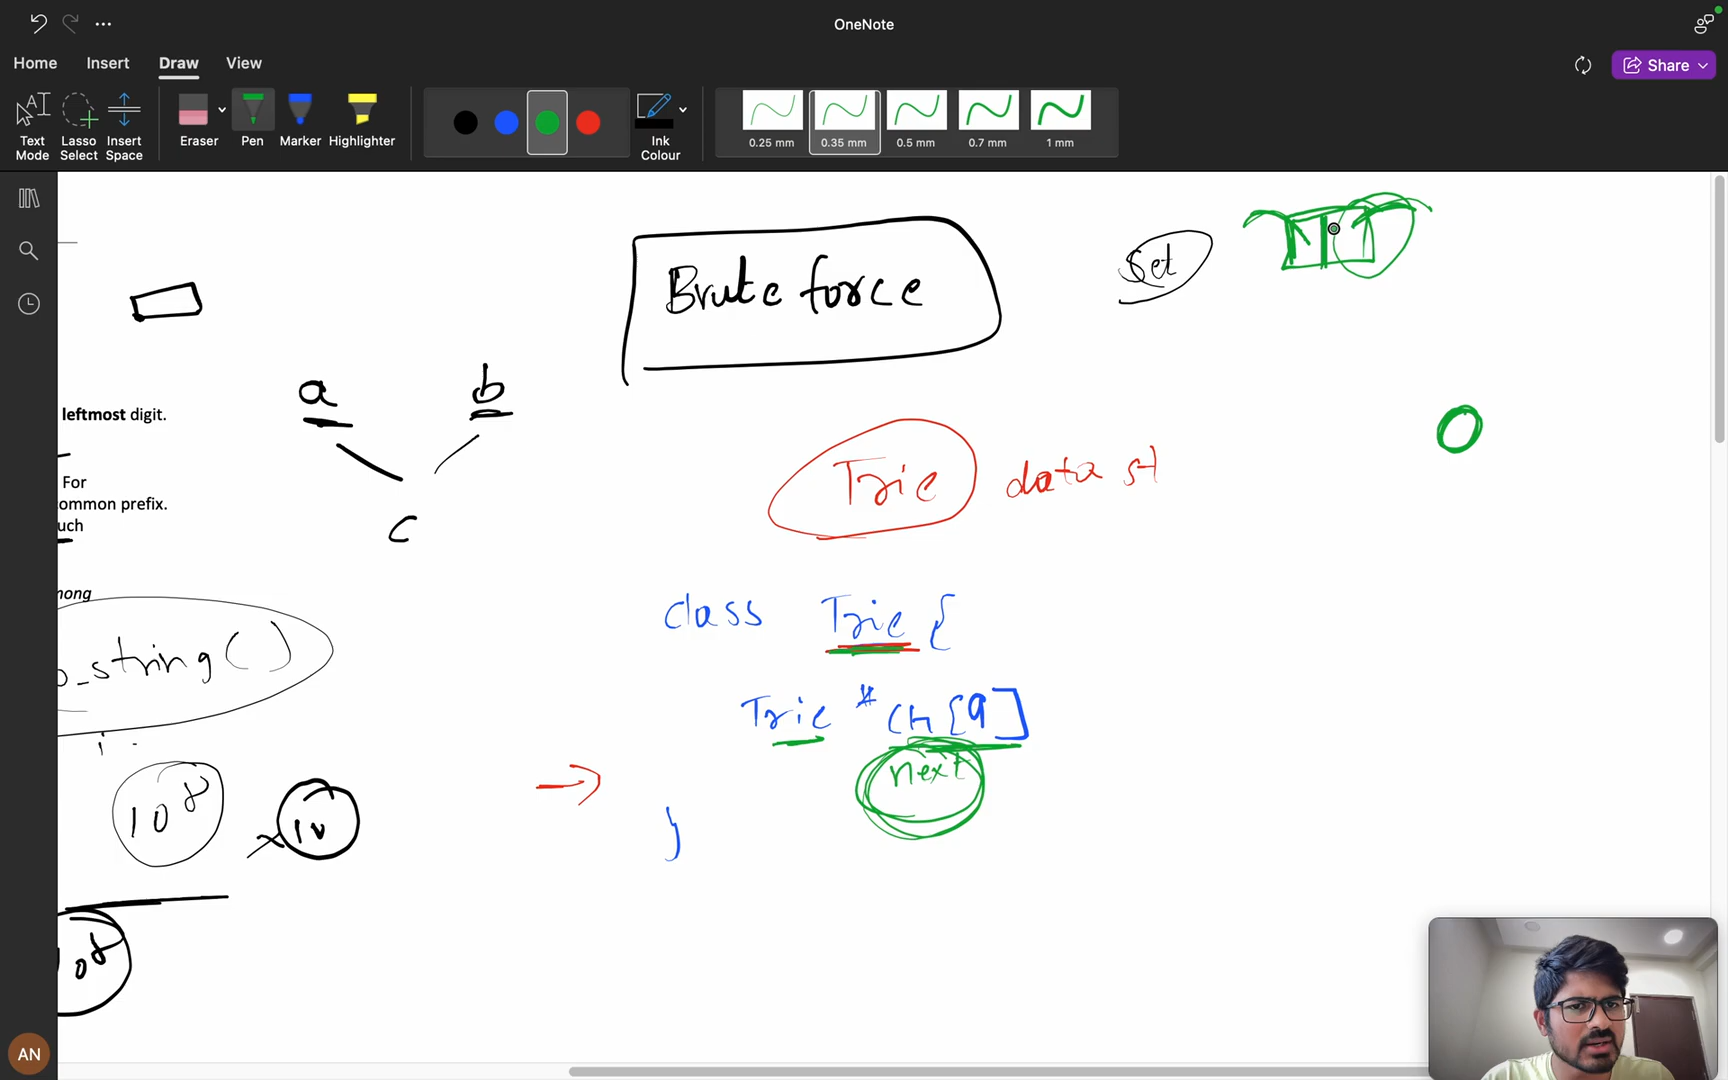 OneNote
Home Insert Draw View
Share
Text Mode
Lasso Select
Insert Space
Eraser
Pen
Marker
Highlighter
Ink Colour
0.25 mm
0.35 mm
0.5 mm
0.7 mm
1 mm
Brute force
Set
a b
c
leftmost digit.
For
ommon prefix.
uch
nong
Trie data st
class Trie {
_string()
Trie * ch[9]
next
10 8
x 10
}
108
AN